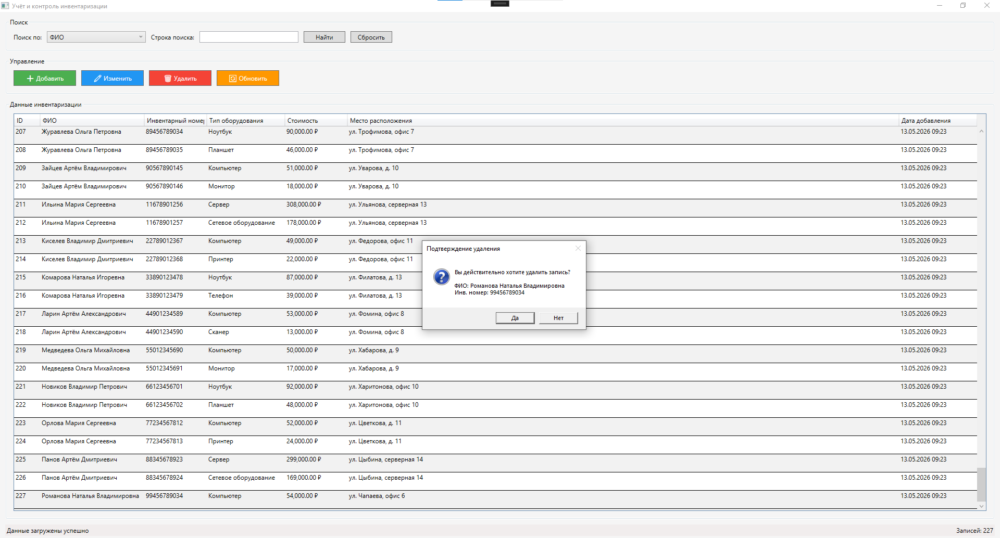 Учёт и контроль инвентаризации
Поиск
Поиск по: ФИО Строка поиска: Найти Сбросить
Управление
Добавить Изменить Удалить Обновить
Данные инвентаризации
ID ФИО Инвентарный номер Тип оборудования Стоимость Место расположения Дата добавления
207 Журавлева Ольга Петровна 89456789034 Ноутбук 90,000.00 ₽ ул. Трофимова, офис 7 13.05.2026 09:23
208 Журавлева Ольга Петровна 89456789035 Планшет 46,000.00 ₽ ул. Трофимова, офис 7 13.05.2026 09:23
209 Зайцев Артём Владимирович 90567890145 Компьютер 51,000.00 ₽ ул. Уварова, д. 10 13.05.2026 09:23
210 Зайцев Артём Владимирович 90567890146 Монитор 18,000.00 ₽ ул. Уварова, д. 10 13.05.2026 09:23
211 Ильина Мария Сергеевна 11678901256 Сервер 308,000.00 ₽ ул. Ульянова, серверная 13 13.05.2026 09:23
212 Ильина Мария Сергеевна 11678901257 Сетевое оборудование 178,000.00 ₽ ул. Ульянова, серверная 13 13.05.2026 09:23
213 Киселев Владимир Дмитриевич 22789012367 Компьютер 49,000.00 ₽ ул. Федорова, офис 11 13.05.2026 09:23
214 Киселев Владимир Дмитриевич 22789012368 Принтер 22,000.00 ₽ ул. Федорова, офис 11 13.05.2026 09:23
215 Комарова Наталья Игоревна 33890123478 Ноутбук 87,000.00 ₽ ул. Филатова, д. 13 13.05.2026 09:23
216 Комарова Наталья Игоревна 33890123479 Телефон 39,000.00 ₽ ул. Филатова, д. 13 13.05.2026 09:23
217 Ларин Артём Александрович 44901234589 Компьютер 53,000.00 ₽ ул. Фомина, офис 8 13.05.2026 09:23
218 Ларин Артём Александрович 44901234590 Сканер 13,000.00 ₽ ул. Фомина, офис 8 13.05.2026 09:23
219 Медведева Ольга Михайловна 55012345690 Компьютер 50,000.00 ₽ ул. Хабарова, д. 9 13.05.2026 09:23
220 Медведева Ольга Михайловна 55012345691 Монитор 17,000.00 ₽ ул. Хабарова, д. 9 13.05.2026 09:23
221 Новиков Владимир Петрович 66123456701 Ноутбук 92,000.00 ₽ ул. Харитонова, офис 10 13.05.2026 09:23
222 Новиков Владимир Петрович 66123456702 Планшет 48,000.00 ₽ ул. Харитонова, офис 10 13.05.2026 09:23
223 Орлова Мария Сергеевна 77234567812 Компьютер 52,000.00 ₽ ул. Цветкова, д. 11 13.05.2026 09:23
224 Орлова Мария Сергеевна 77234567813 Принтер 24,000.00 ₽ ул. Цветкова, д. 11 13.05.2026 09:23
225 Панов Артём Дмитриевич 88345678923 Сервер 299,000.00 ₽ ул. Цыбина, серверная 14 13.05.2026 09:23
226 Панов Артём Дмитриевич 88345678924 Сетевое оборудование 169,000.00 ₽ ул. Цыбина, серверная 14 13.05.2026 09:23
227 Романова Наталья Владимировна 99456789034 Компьютер 54,000.00 ₽ ул. Чапаева, офис 6 13.05.2026 09:23
Подтверждение удаления
Вы действительно хотите удалить запись?
ФИО: Романова Наталья Владимировна
Инв. номер: 99456789034
Да Нет
Данные загружены успешно Записей: 227